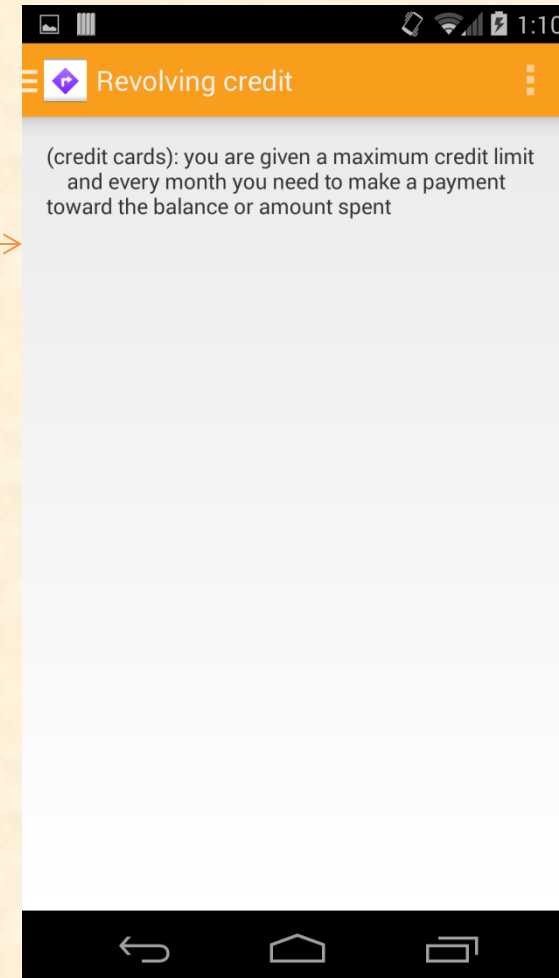 1:10
Revolving credit
(credit cards): you are given a maximum credit limit
and every month you need to make a payment
toward the balance or amount spent